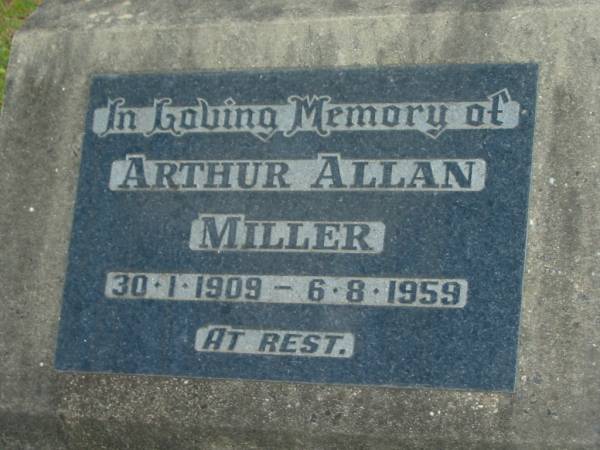 In Loving Memory of
ARTHUR ALLAN
MILLER
30·1·1909 – 6·8·1959
AT REST.